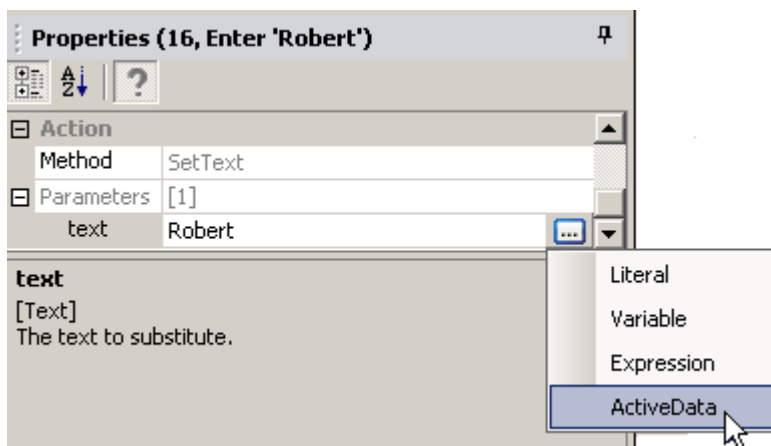 Properties (16, Enter 'Robert')
A
Z
?
Action
Method SetText
Parameters [1]
text Robert ...
text
[Text]
The text to substitute.
Literal
Variable
Expression
ActiveData